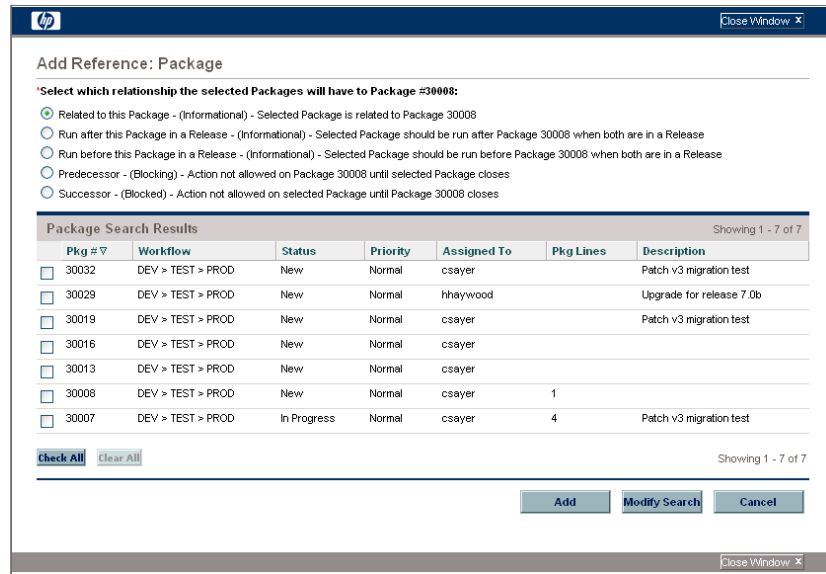 hp
Close Window x
Add Reference: Package
*Select which relationship the selected Packages will have to Package #30008:
Related to this Package - (Informational) - Selected Package is related to Package 30008
Run after this Package in a Release - (Informational) - Selected Package should be run after Package 30008 when both are in a Release
Run before this Package in a Release - (Informational) - Selected Package should be run before Package 30008 when both are in a Release
Predecessor - (Blocking) - Action not allowed on Package 30008 until selected Package closes
Successor - (Blocked) - Action not allowed on selected Package until Package 30008 closes
Package Search Results Showing 1 - 7 of 7
Pkg # Workflow Status Priority Assigned To Pkg Lines Description
30032 DEV > TEST > PROD New Normal csayer Patch v3 migration test
30029 DEV > TEST > PROD New Normal hhaywood Upgrade for release 7.0b
30019 DEV > TEST > PROD New Normal csayer Patch v3 migration test
30016 DEV > TEST > PROD New Normal csayer
30013 DEV > TEST > PROD New Normal csayer
30008 DEV > TEST > PROD New Normal csayer 1
30007 DEV > TEST > PROD In Progress Normal csayer 4 Patch v3 migration test
Check All Clear All Showing 1 - 7 of 7
Add Modify Search Cancel
Close Window x